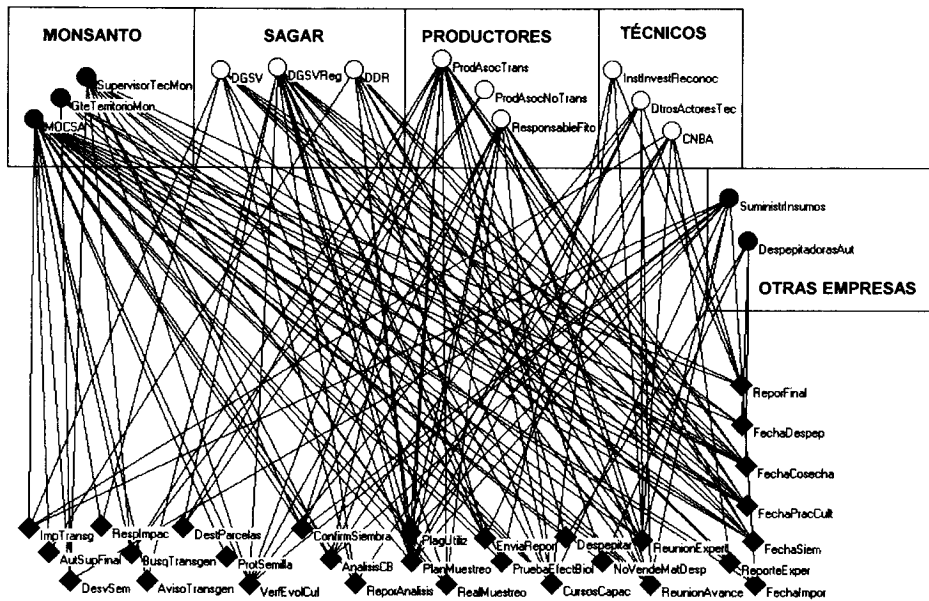 MONSANTO
SAGAR
PRODUCTORES
TÉCNICOS
SupervisorTecMon
GteTerritorioMon
MOCSA
DGSV
DGSVReg
DDR
ProdAsocTrans
ProdAsocNoTrans
ResponsableFito
InstInvestReconoc
OtrosActoresTec
CNBA
SuministrInsumos
DespepitadorasAut
OTRAS EMPRESAS
ReporFinal
FechaDespep
FechaCosecha
FechaPracCult
FechaSiem
FechaImpor
ImpTransg
RespImpac
DestParcelas
ConfirmSiembra
PlagUtiliz
EnviaRepor
Despepitar
ReunionExpert
AutSupFinal
BusqTransgen
ProtSemilla
AnalisisCB
PlanMuestreo
PruebaEfectBiol
NoVendeMatDesp
ReporteExper
DesvSem
AvisoTransgen
VerfEvolCul
ReporAnalisis
RealMuestreo
CursosCapac
ReunionAvance